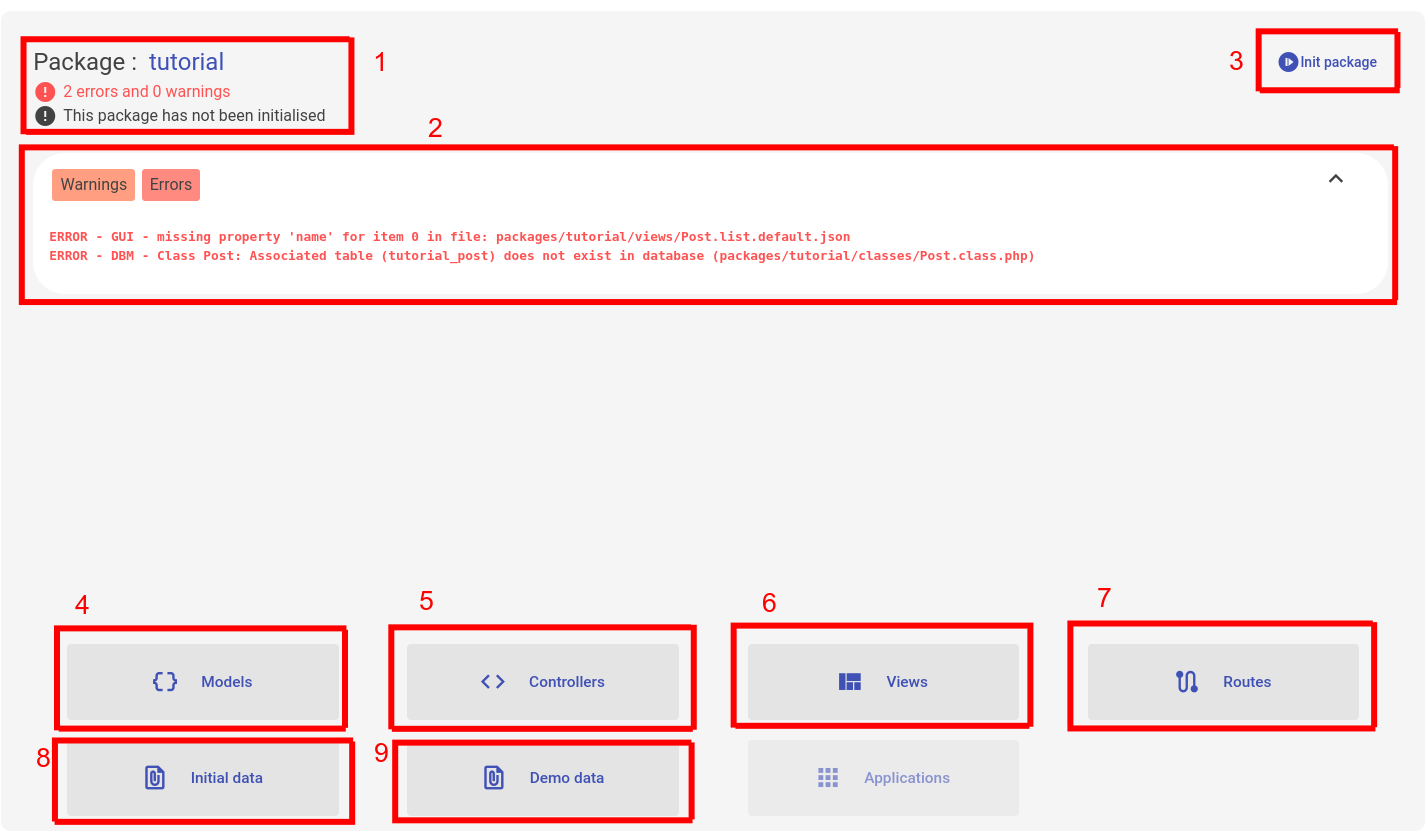 Package : tutorial
1
3
Init package
2 errors and 0 warnings
This package has not been initialised
2
Warnings Errors
ERROR - GUI - missing property 'name' for item 0 in file: packages/tutorial/views/Post.list.default.json
ERROR - DBM - Class Post: Associated table (tutorial_post) does not exist in database (packages/tutorial/classes/Post.class.php)
4
5
6
7
Models
Controllers
Views
Routes
8
9
Initial data
Demo data
Applications